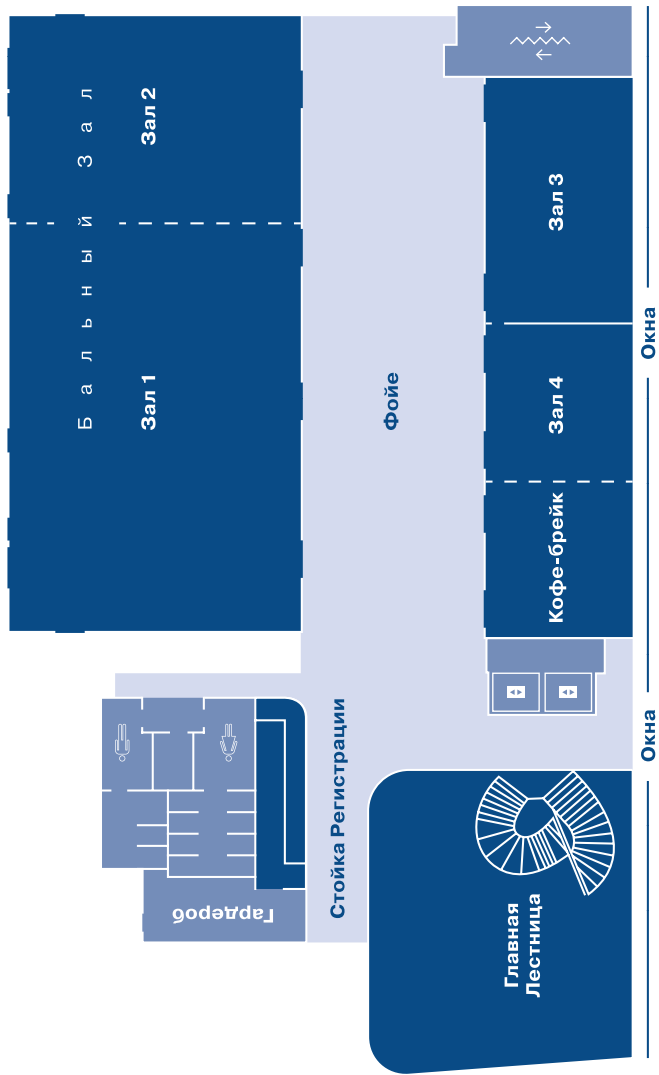 Бальный Зал
Зал 2
Зал 1
Зал 3
Окна
Зал 4
Фойе
Кофе-брейк
Окна
Стойка Регистрации
Гардероб
Главная
Лестница